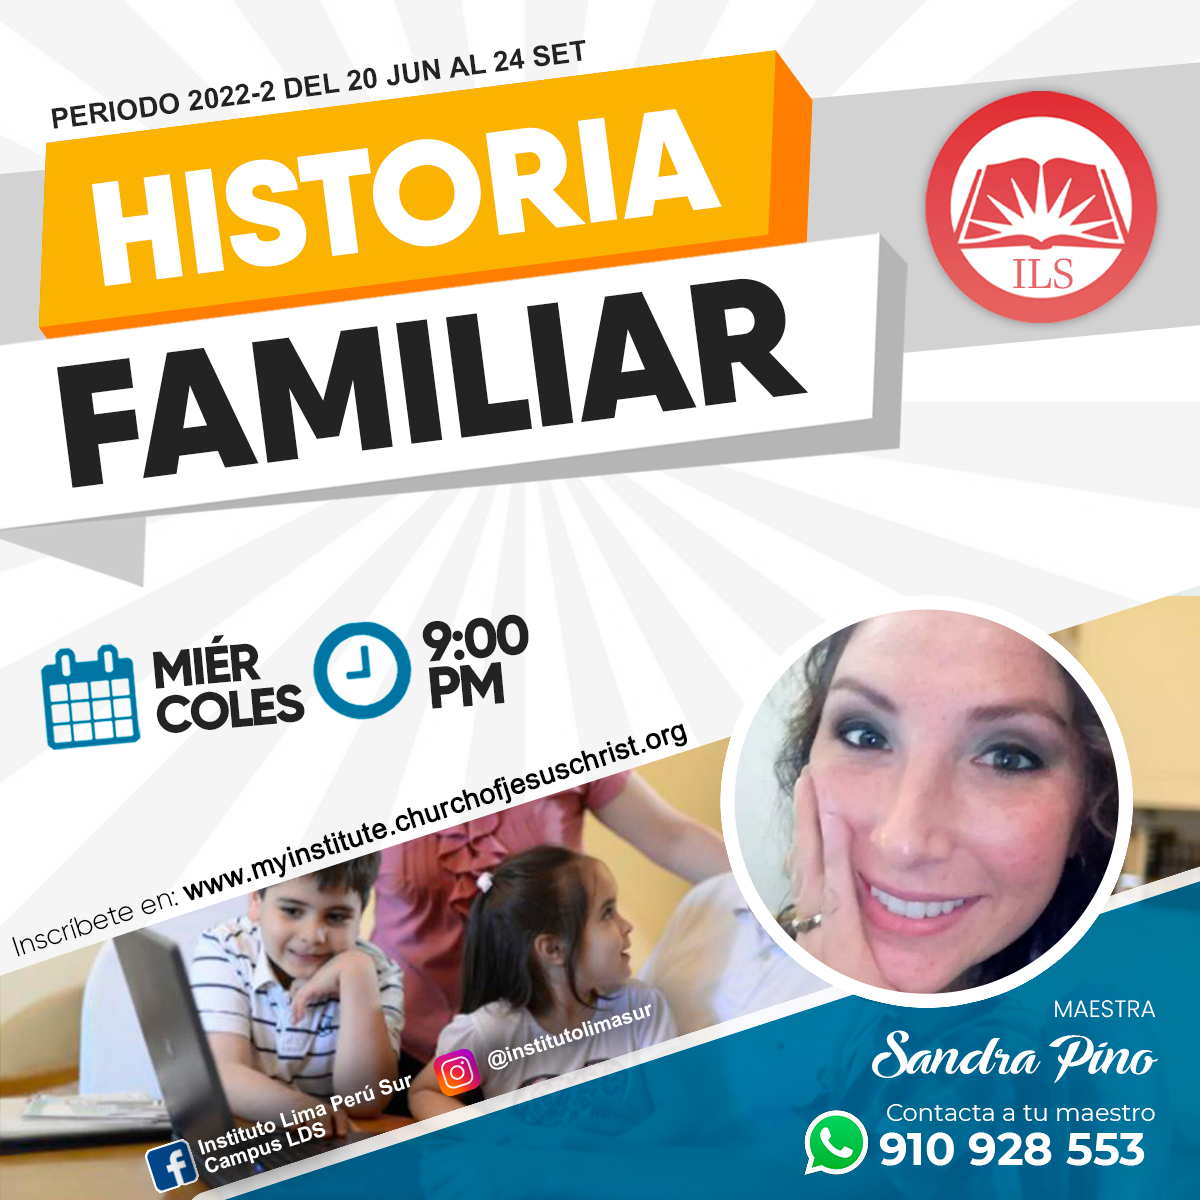 PERIODO 2022-2 DEL 20 JUN AL 24 SET
HISTORIA
FAMILIAR
ILS
MIÉR
COLES
9:00
PM
Inscríbete en: www.myinstitute.churchofjesuschrist.org
Instituto Lima Perú Sur
Campus LDS
@institutolimasur
MAESTRA
Sandra Pino
Contacta a tu maestro
910 928 553